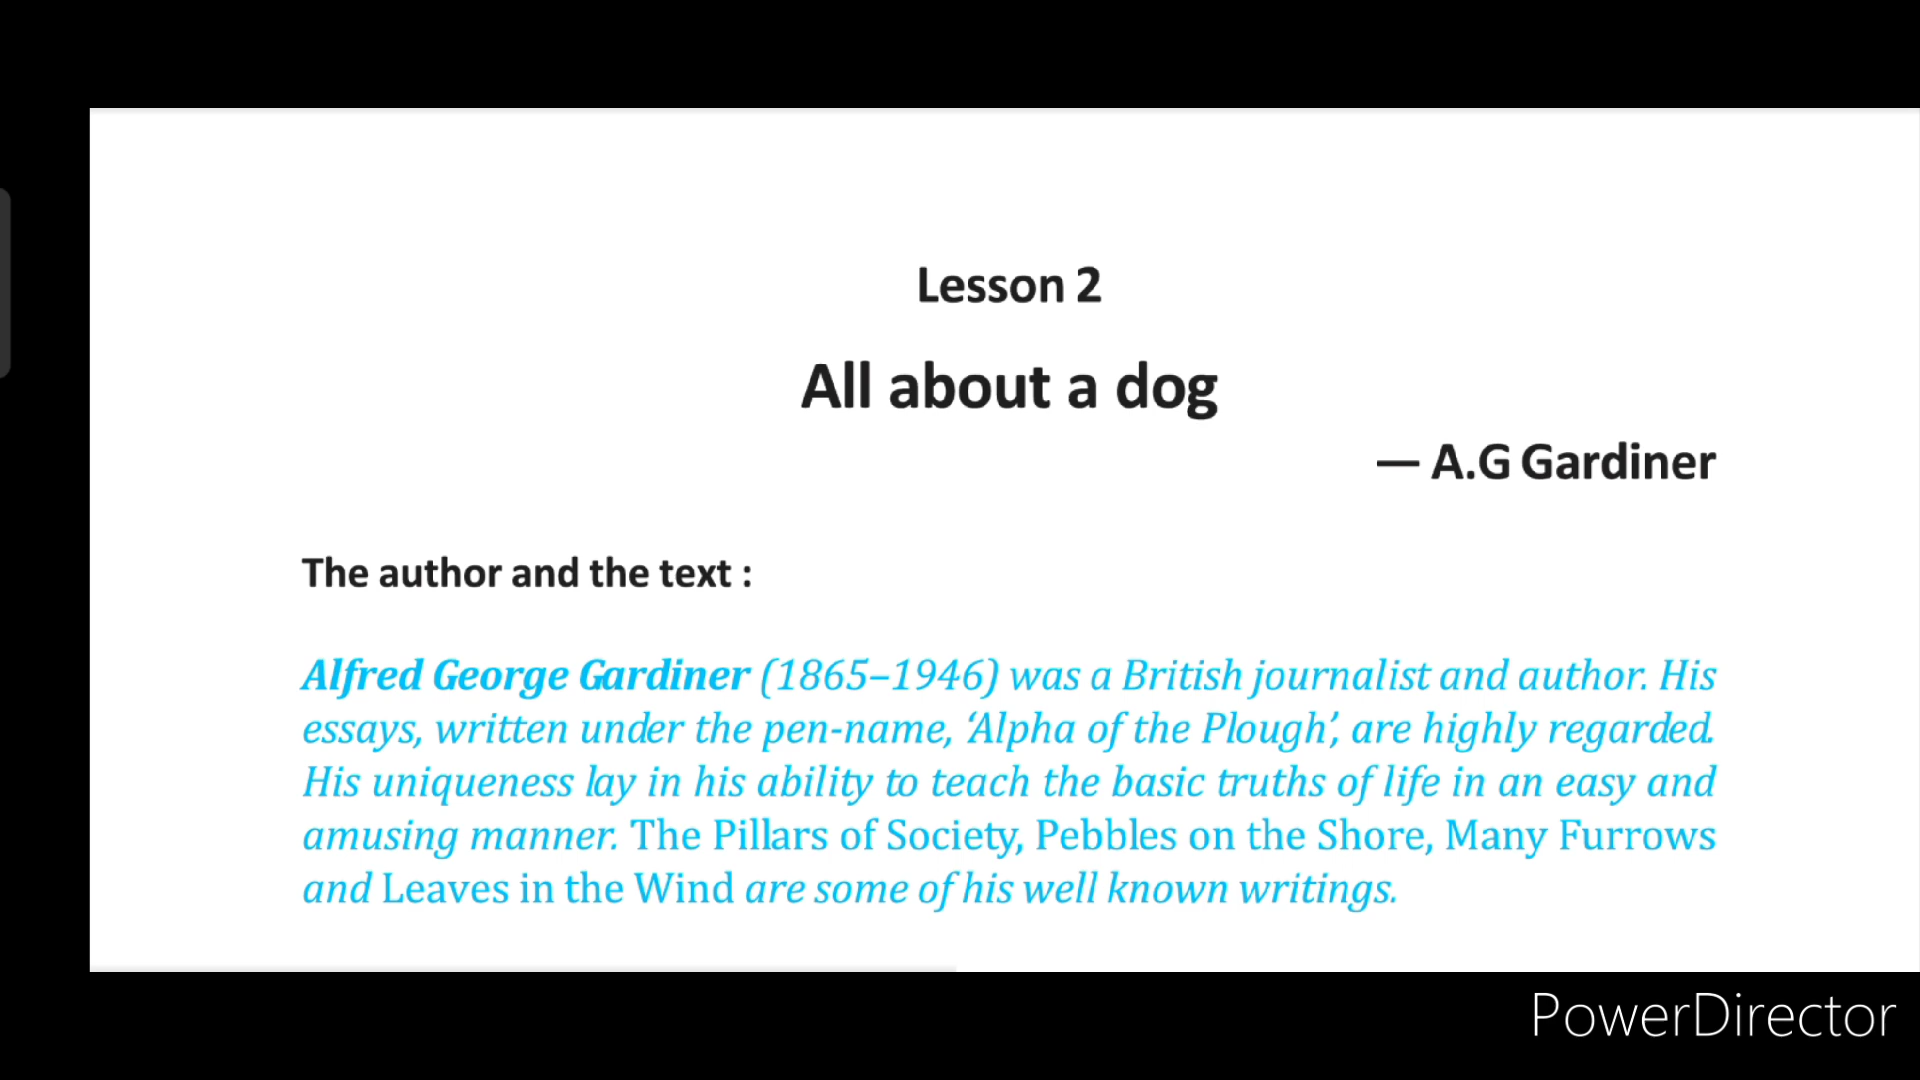 Lesson 2
All about a dog
— A.G Gardiner
The author and the text :
Alfred George Gardiner (1865–1946) was a British journalist and author. His
essays, written under the pen-name, ‘Alpha of the Plough’, are highly regarded.
His uniqueness lay in his ability to teach the basic truths of life in an easy and
amusing manner. The Pillars of Society, Pebbles on the Shore, Many Furrows
and Leaves in the Wind are some of his well known writings.
PowerDirector